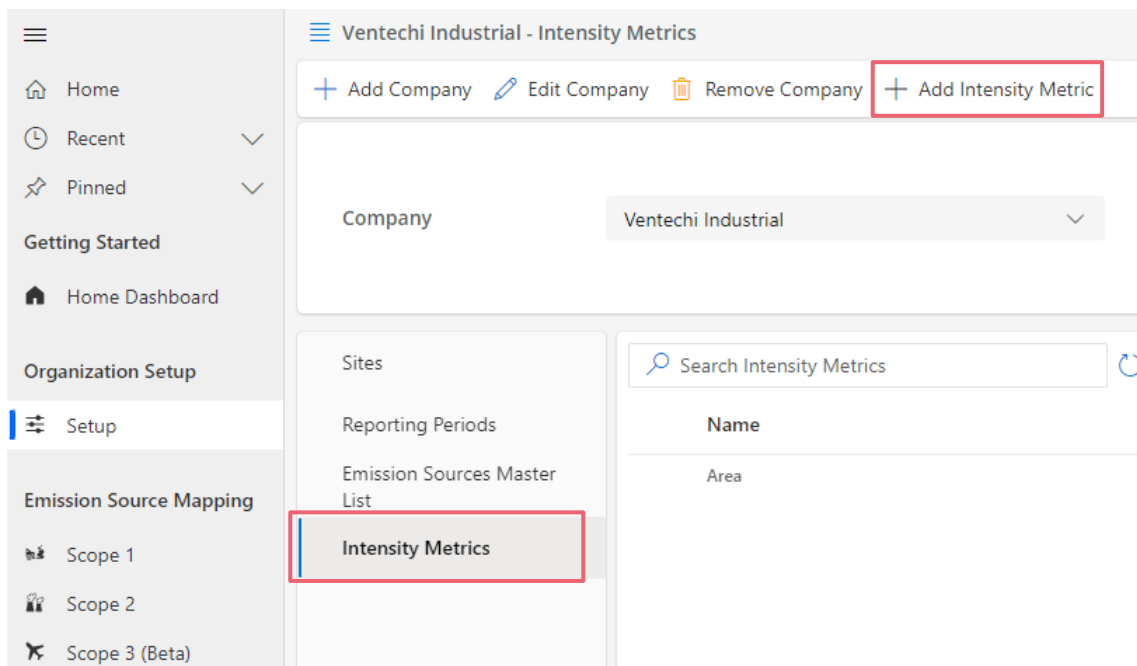 Ventechi Industrial - Intensity Metrics
Add Company
Edit Company
Remove Company
Add Intensity Metric
Home
Recent
Pinned
Getting Started
Home Dashboard
Organization Setup
Setup
Emission Source Mapping
Scope 1
Scope 2
Scope 3 (Beta)
Company
Ventechi Industrial
Sites
Reporting Periods
Emission Sources Master
List
Intensity Metrics
Search Intensity Metrics
Name
Area